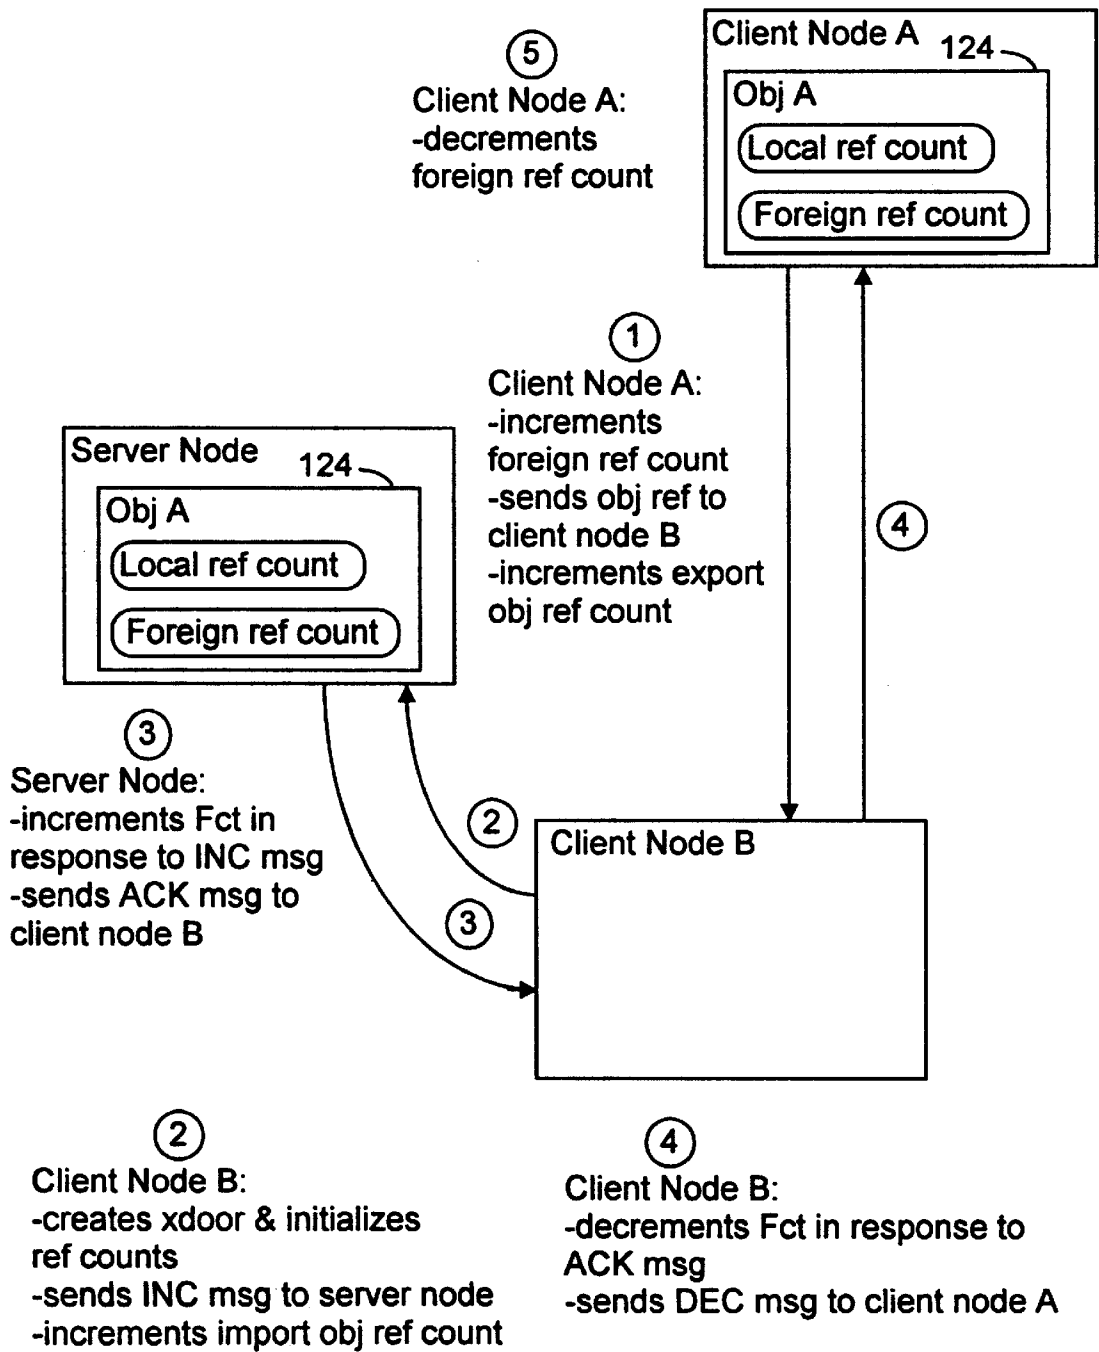 5
Client Node A:
-decrements
foreign ref count
Client Node A
124
Obj A
Local ref count
Foreign ref count
1
Client Node A:
-increments
foreign ref count
-sends obj ref to
client node B
-increments export
obj ref count
4
Server Node
124
Obj A
Local ref count
Foreign ref count
3
Server Node:
-increments Fct in
response to INC msg
-sends ACK msg to
client node B
2
3
Client Node B
2
Client Node B:
-creates xdoor & initializes
ref counts
-sends INC msg to server node
-increments import obj ref count
4
Client Node B:
-decrements Fct in response to
ACK msg
-sends DEC msg to client node A